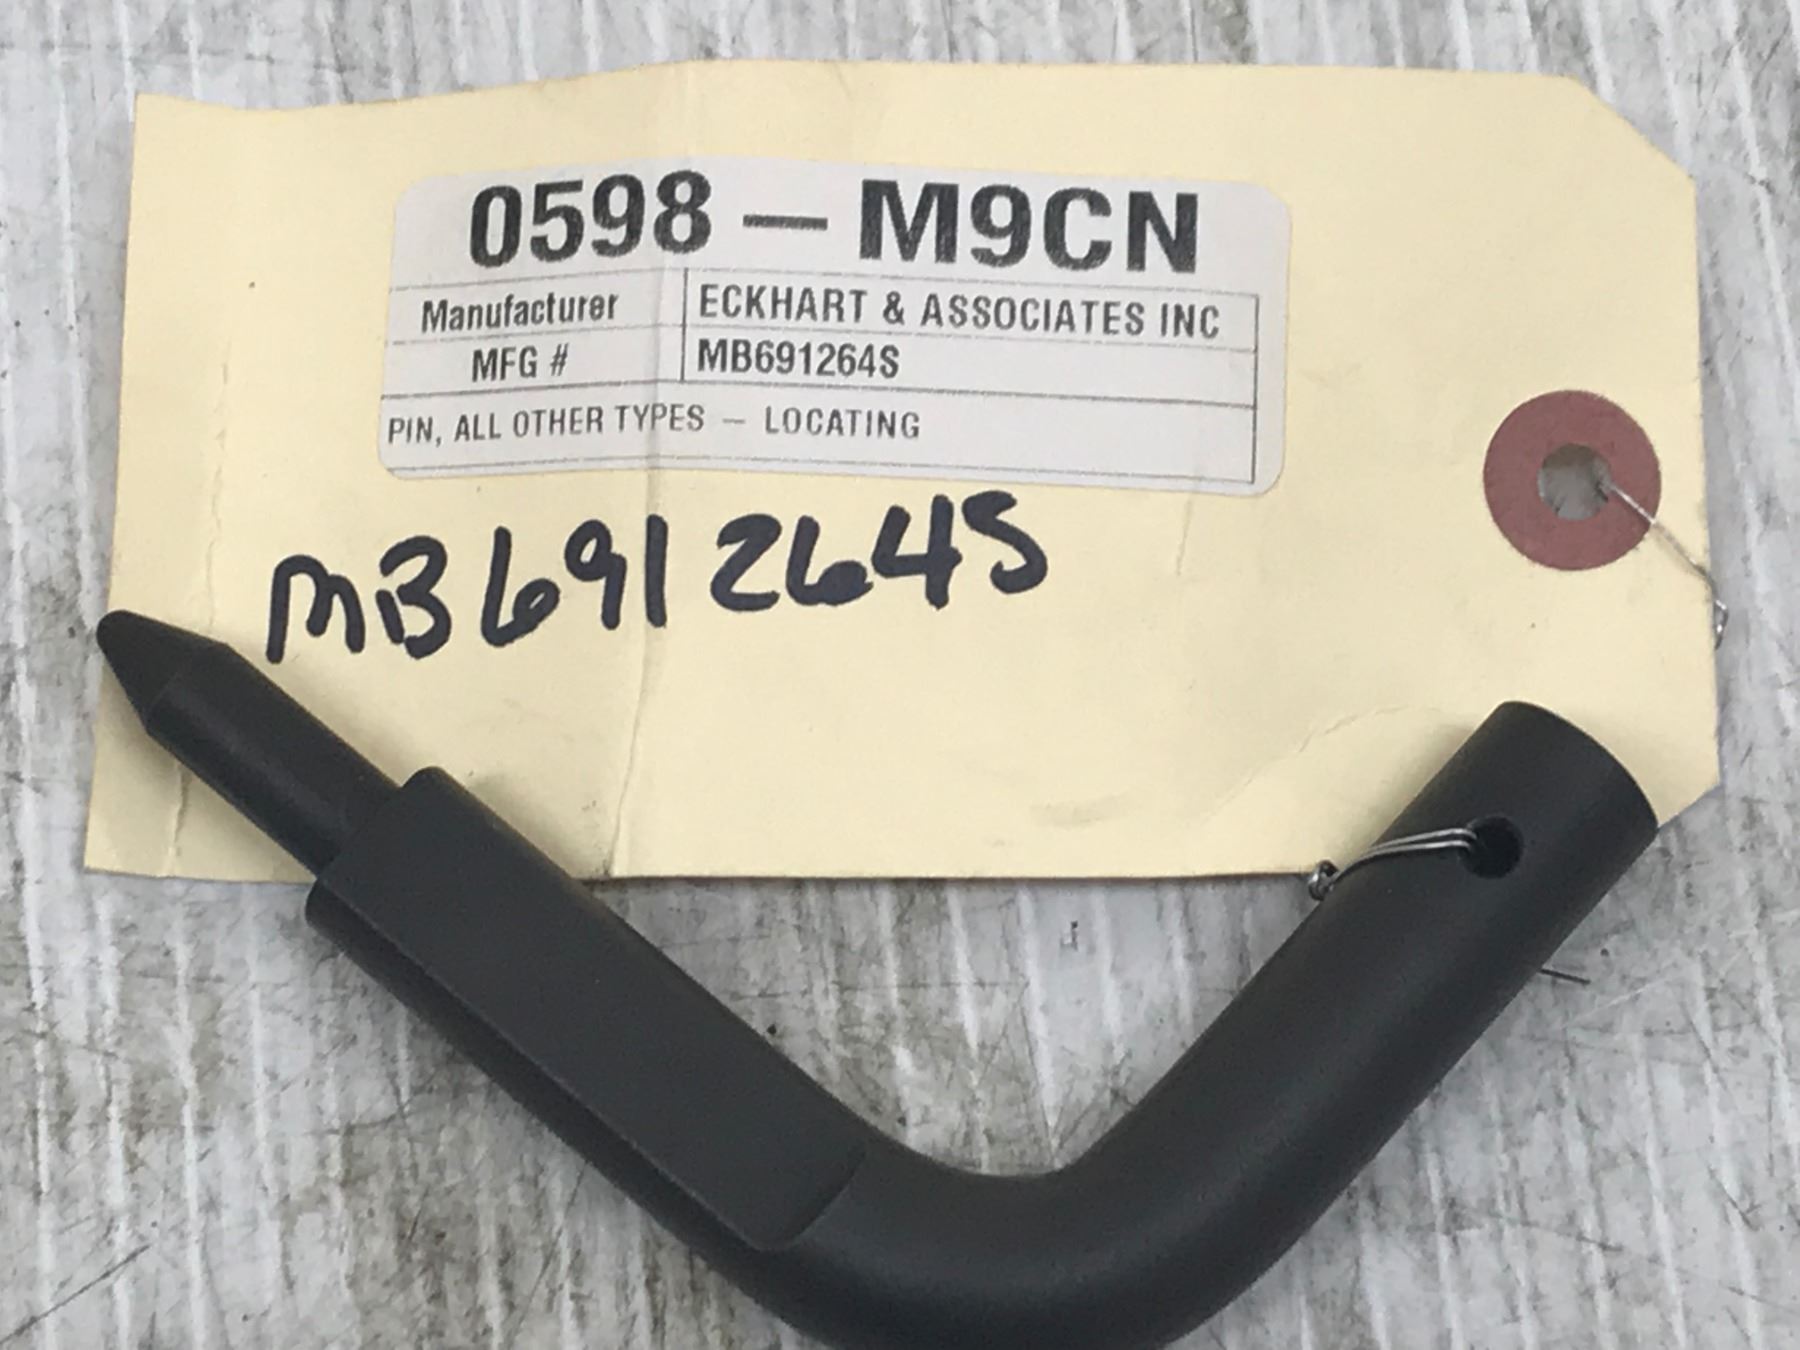 0598 - M9CN
Manufacturer ECKHART & ASSOCIATES INC
MFG # MB691264S
PIN, ALL OTHER TYPES - LOCATING
MB691264S